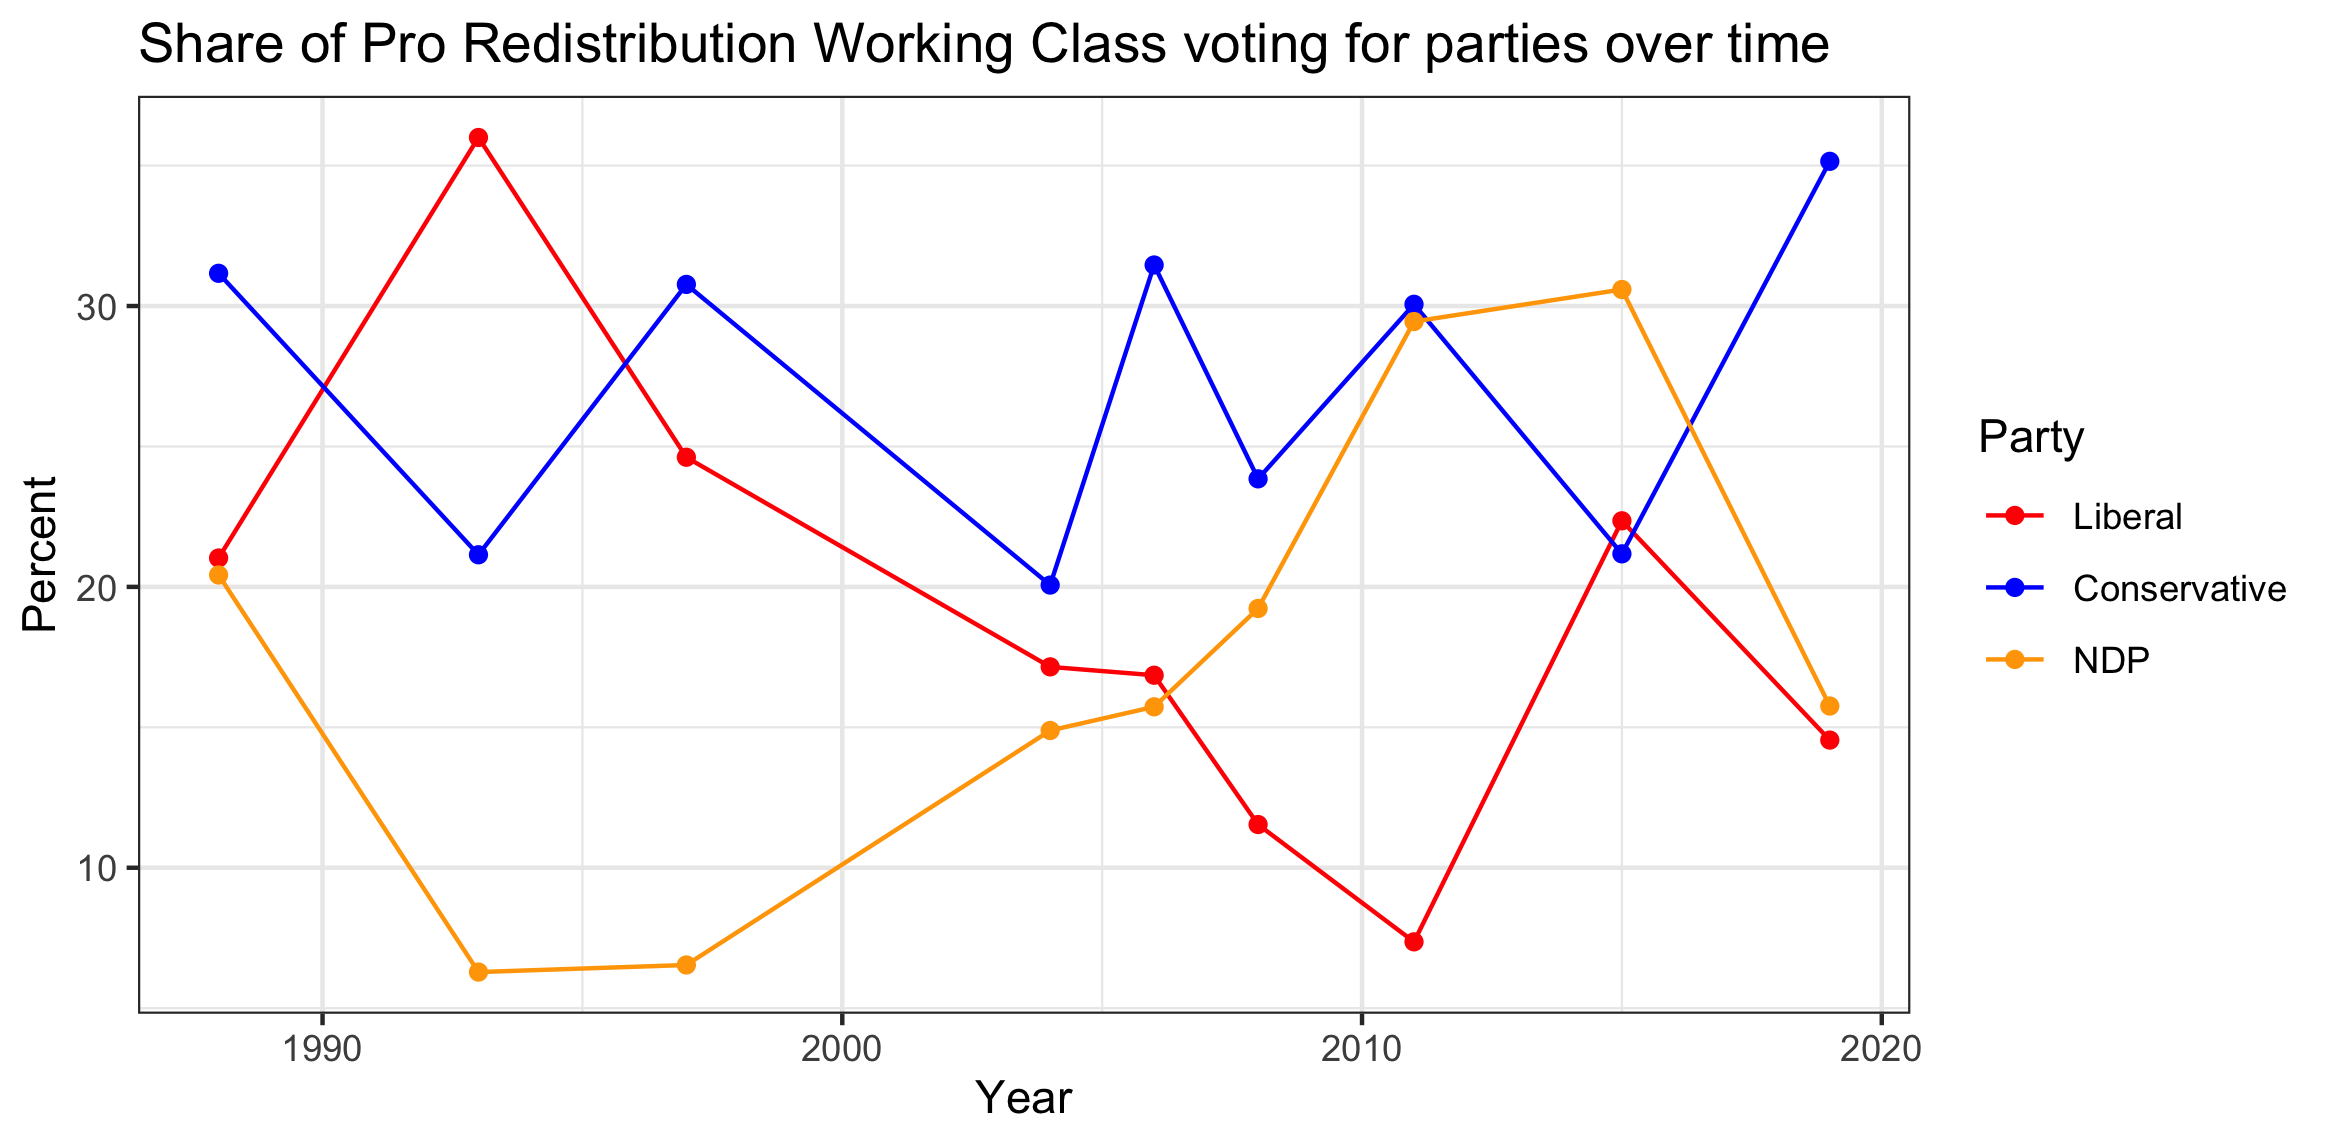 Share of Pro Redistribution Working Class voting for parties over time
30
20
10
Percent
1990
2000
2010
2020
Year
Party
Liberal
Conservative
NDP